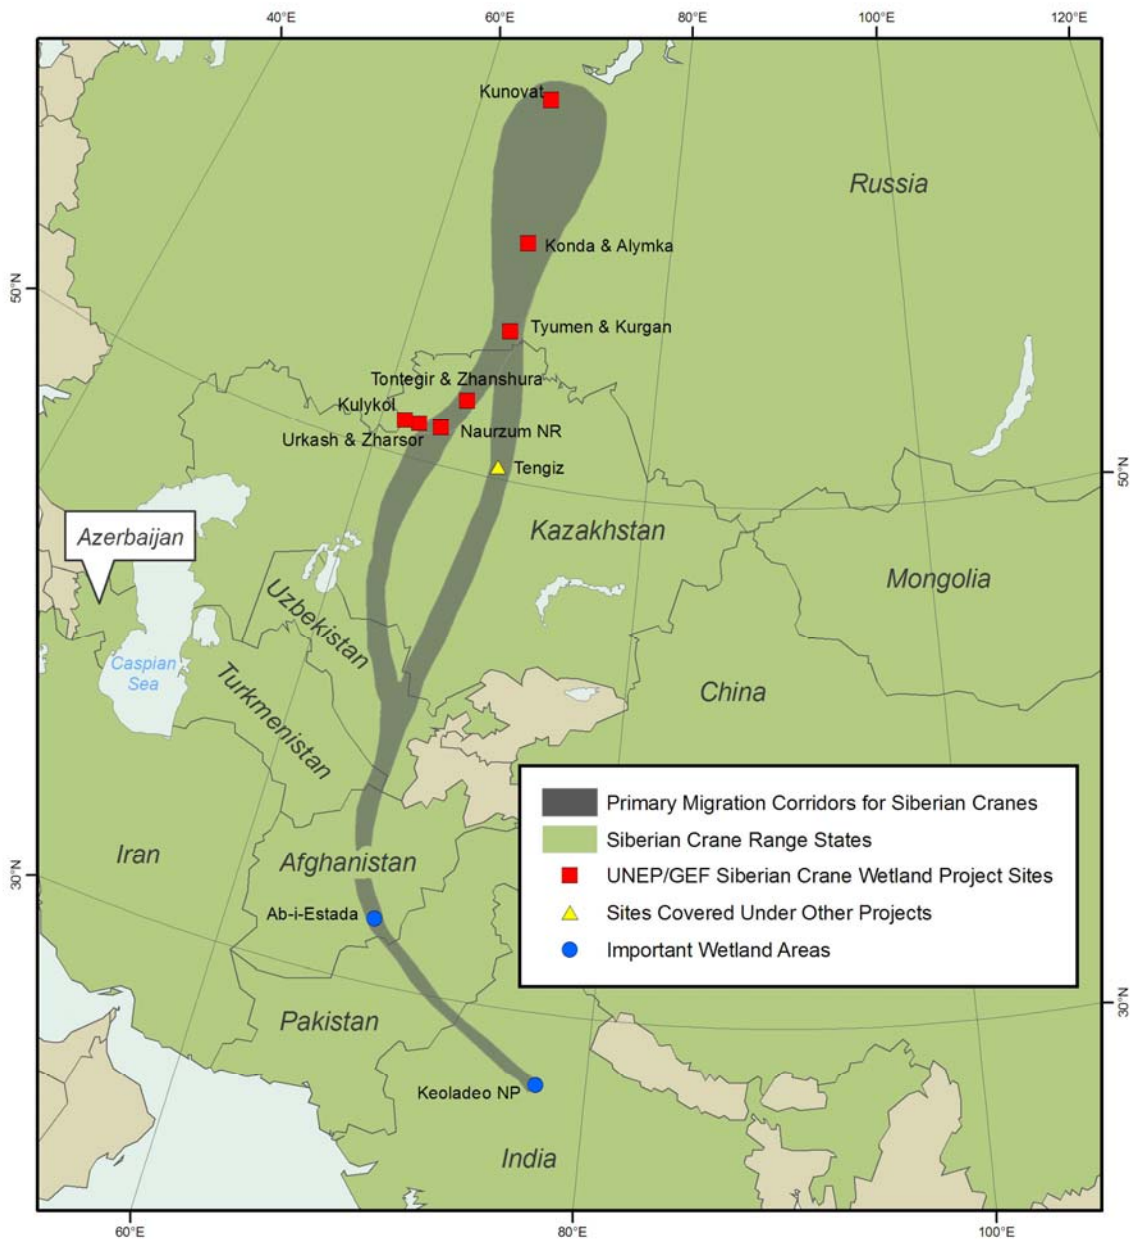 40°E
60°E
80°E
100°E
120°E
Kunovat
Russia
Konda & Alymka
50°N
Tyumen & Kurgan
Tontegir & Zhanshura
Kulykol
Urkash & Zharsor
Naurzum NR
Tengiz
50°N
Kazakhstan
Azerbaijan
Mongolia
Uzbekistan
Caspian
Sea
China
Turkmenistan
Primary Migration Corridors for Siberian Cranes
Siberian Crane Range States
UNEP/GEF Siberian Crane Wetland Project Sites
Sites Covered Under Other Projects
Important Wetland Areas
Iran
Afghanistan
30°N
Ab-i-Estada
30°N
Pakistan
Keoladeo NP
India
60°E
80°E
100°E